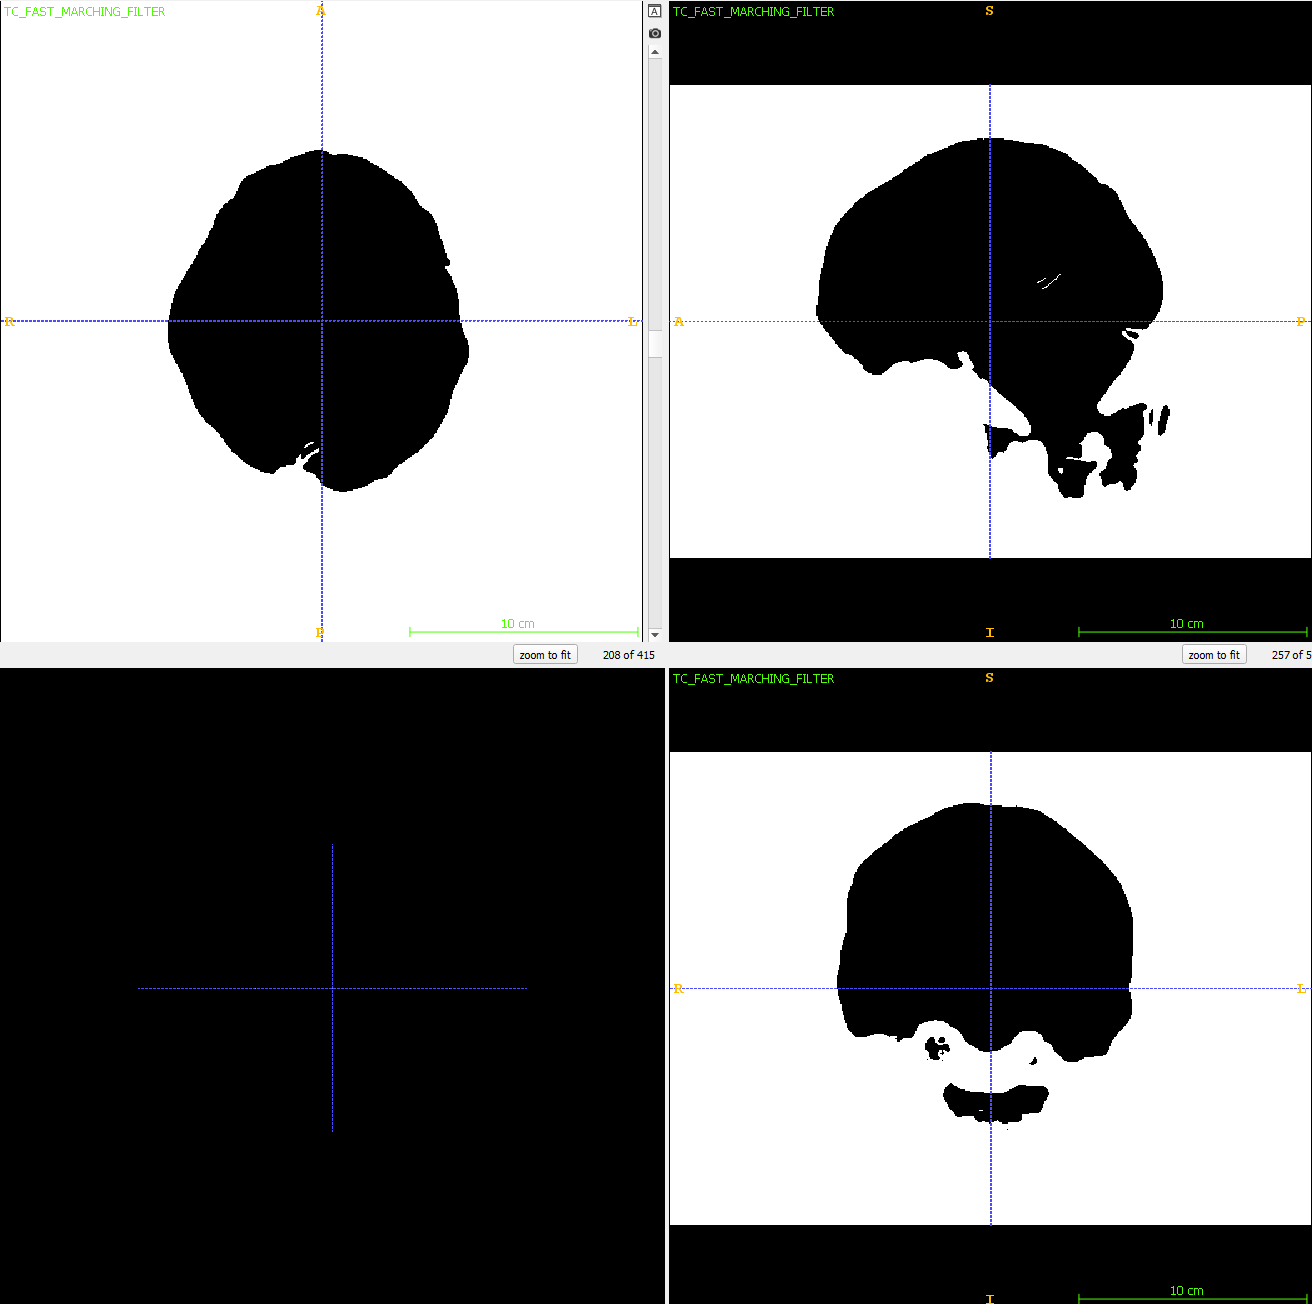 TC_FAST_MARCHING_FILTER
A
R
L
P
10 cm
zoom to fit
208 of 415
A
TC_FAST_MARCHING_FILTER
S
A
P
I
10 cm
zoom to fit
257 of 5
TC_FAST_MARCHING_FILTER
S
R
L
I
10 cm